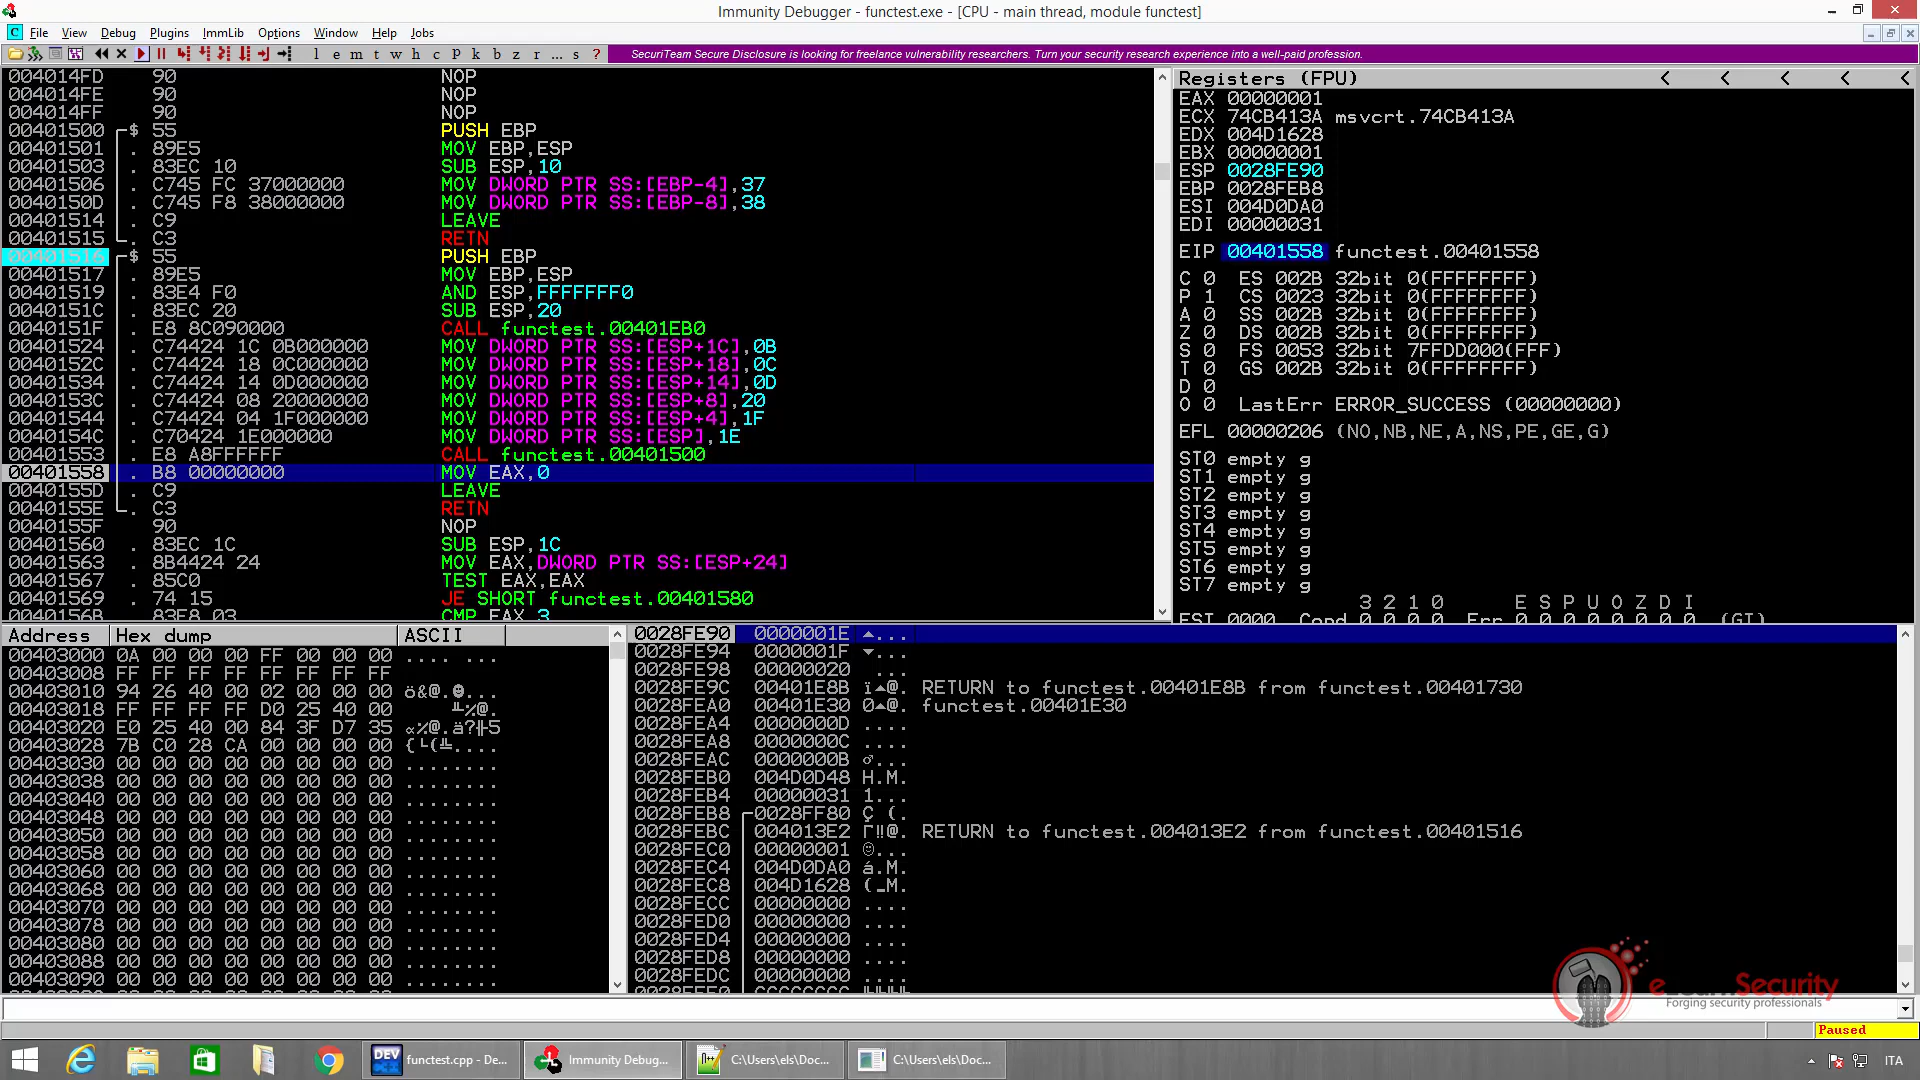 Immunity Debugger - functest.exe - [CPU - main thread, module functest]
C File View Debug Plugins ImmLib Options Window Help Jobs
l e m t w h c P k b z r ... s ? SecuriTeam Secure Disclosure is looking for freelance vulnerability researchers. Turn your security research experience into a well-paid profession.
004014FD 90 NOP
004014FE 90 NOP
004014FF 90 NOP
00401500 $ 55 PUSH EBP
00401501 . 89E5 MOV EBP,ESP
00401503 . 83EC 10 SUB ESP,10
00401506 . C745 FC 37000000 MOV DWORD PTR SS:[EBP-4],37
0040150D . C745 F8 38000000 MOV DWORD PTR SS:[EBP-8],38
00401514 . C9 LEAVE
00401515 . C3 RETN
00401516 $ 55 PUSH EBP
00401517 . 89E5 MOV EBP,ESP
00401519 . 83E4 F0 AND ESP,FFFFFFF0
0040151C . 83EC 20 SUB ESP,20
0040151F . E8 8C090000 CALL functest.00401EB0
00401524 . C74424 1C 0B000000 MOV DWORD PTR SS:[ESP+1C],0B
0040152C . C74424 18 0C000000 MOV DWORD PTR SS:[ESP+18],0C
00401534 . C74424 14 0D000000 MOV DWORD PTR SS:[ESP+14],0D
0040153C . C74424 08 20000000 MOV DWORD PTR SS:[ESP+8],20
00401544 . C74424 04 1F000000 MOV DWORD PTR SS:[ESP+4],1F
0040154C . C70424 1E000000 MOV DWORD PTR SS:[ESP],1E
00401553 . E8 A8FFFFFF CALL functest.00401500
00401558 . B8 00000000 MOV EAX,0
0040155D . C9 LEAVE
0040155E . C3 RETN
0040155F 90 NOP
00401560 . 83EC 1C SUB ESP,1C
00401563 . 8B4424 24 MOV EAX,DWORD PTR SS:[ESP+24]
00401567 . 85C0 TEST EAX,EAX
00401569 . 74 15 JE SHORT functest.00401580
0040156B . 83F8 03 CMP EAX,3
Registers (FPU) < < < < <
EAX 00000001
ECX 74CB413A msvcrt.74CB413A
EDX 004D1628
EBX 00000001
ESP 0028FE90
EBP 0028FEB8
ESI 004D0DA0
EDI 00000031
EIP 00401558 functest.00401558
C 0 ES 002B 32bit 0(FFFFFFFF)
P 1 CS 0023 32bit 0(FFFFFFFF)
A 0 SS 002B 32bit 0(FFFFFFFF)
Z 0 DS 002B 32bit 0(FFFFFFFF)
S 0 FS 0053 32bit 7FFDD000(FFF)
T 0 GS 002B 32bit 0(FFFFFFFF)
D 0
O 0 LastErr ERROR_SUCCESS (00000000)
EFL 00000206 (NO,NB,NE,A,NS,PE,GE,G)
ST0 empty g
ST1 empty g
ST2 empty g
ST3 empty g
ST4 empty g
ST5 empty g
ST6 empty g
ST7 empty g
3 2 1 0 E S P U O Z D I
FST 0000 Cond 0 0 0 0 Err 0 0 0 0 0 0 0 0 (GT)
Address Hex dump ASCII
00403000 0A 00 00 00 FF 00 00 00 .... ...
00403008 FF FF FF FF FF FF FF FF
00403010 94 26 40 00 02 00 00 00 ö&@.☻...
00403018 FF FF FF FF D0 25 40 00 ╨%@.
00403020 E0 25 40 00 84 3F D7 35 α%@.ä?╫5
00403028 7B C0 28 CA 00 00 00 00 {└(╩....
00403030 00 00 00 00 00 00 00 00 ........
00403038 00 00 00 00 00 00 00 00 ........
00403040 00 00 00 00 00 00 00 00 ........
00403048 00 00 00 00 00 00 00 00 ........
00403050 00 00 00 00 00 00 00 00 ........
00403058 00 00 00 00 00 00 00 00 ........
00403060 00 00 00 00 00 00 00 00 ........
00403068 00 00 00 00 00 00 00 00 ........
00403070 00 00 00 00 00 00 00 00 ........
00403078 00 00 00 00 00 00 00 00 ........
00403080 00 00 00 00 00 00 00 00 ........
00403088 00 00 00 00 00 00 00 00 ........
00403090 00 00 00 00 00 00 00 00 ........
0028FE90 0000001E ▲...
0028FE94 0000001F ▼...
0028FE98 00000020 ...
0028FE9C 00401E8B ï▲@. RETURN to functest.00401E8B from functest.00401730
0028FEA0 00401E30 0▲@. functest.00401E30
0028FEA4 0000000D ....
0028FEA8 0000000C ....
0028FEAC 0000000B ♂...
0028FEB0 004D0D48 H.M.
0028FEB4 00000031 1...
0028FEB8 0028FF80 Ç (.
0028FEBC 004013E2 Γ‼@. RETURN to functest.004013E2 from functest.00401516
0028FEC0 00000001 ☺...
0028FEC4 004D0DA0 á.M.
0028FEC8 004D1628 (▬M.
0028FECC 00000000 ....
0028FED0 00000000 ....
0028FED4 00000000 ....
0028FED8 00000000 ....
0028FEDC 00000000 ....
0028FEE0 CCCCCCCC ╠╠╠╠
eLearnSecurity
Forging security professionals
Paused
DEV functest.cpp - De... Immunity Debug... C:\Users\els\Doc... C:\Users\els\Doc... ITA